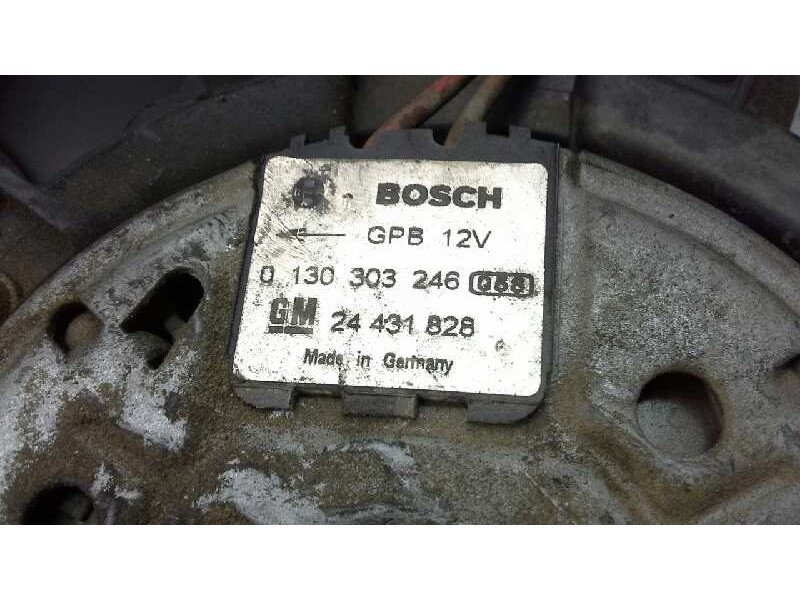 BOSCH
GPB 12V
0 130 303 246
GM 24 431 828
Made in Germany